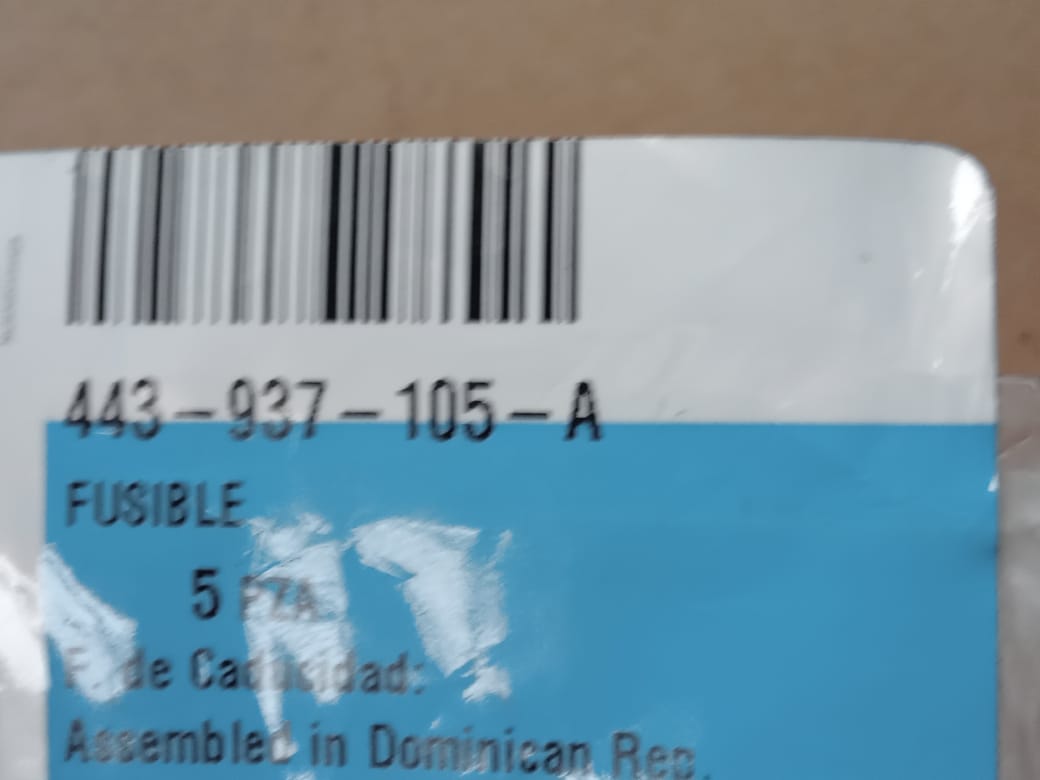 443-937-105-A
FUSIBLE
5 PZA
F. de Caducidad:
Assembled in Dominican Rep.